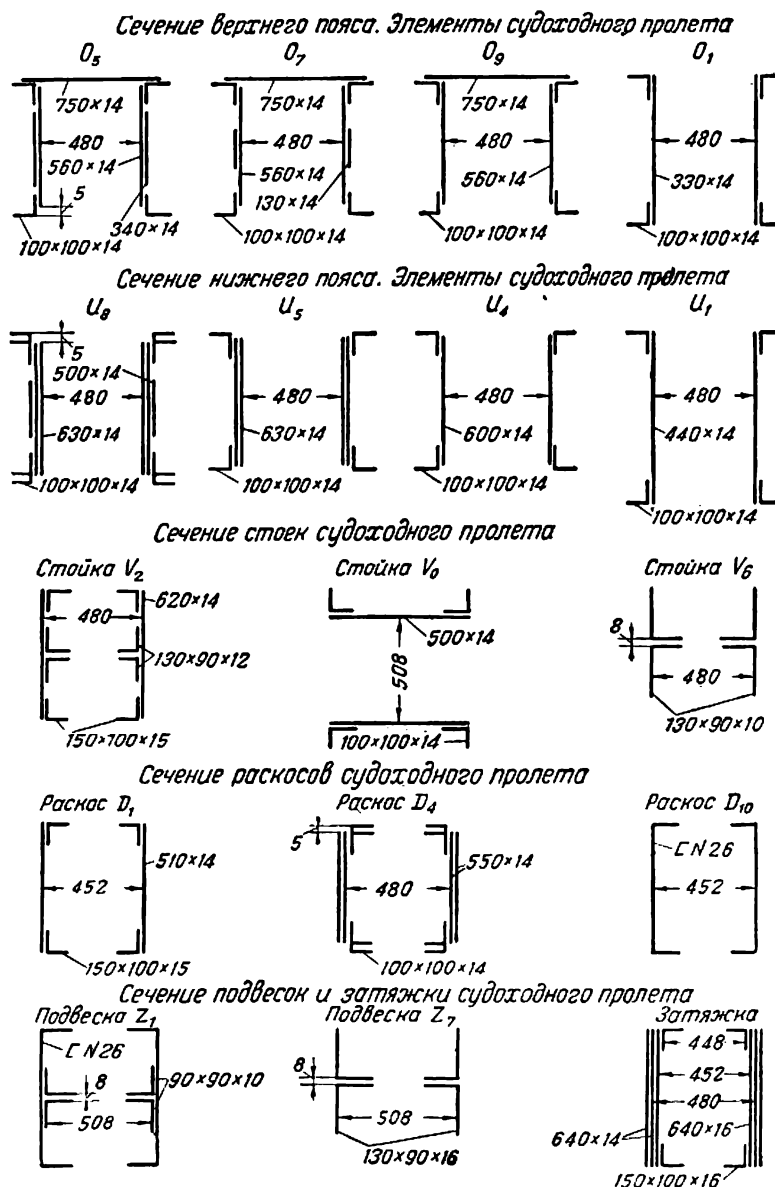 Сечение верхнего пояса. Элементы судоходного пролета
O5 O7 O9 O1
750×14 750×14 750×14
480 480 480 480
560×14 560×14 560×14 330×14
5 130×14
340×14
100×100×14 100×100×14 100×100×14 100×100×14
Сечение нижнего пояса. Элементы судоходного пролета
U8 U5 U4 U1
5
500×14
480 480 480 480
630×14 630×14 600×14 440×14
100×100×14 100×100×14 100×100×14 100×100×14
Сечение стоек судоходного пролета
Стойка V2 Стойка V0 Стойка V6
620×14
480 500×14 8
130×90×12 508 480
150×100×15 100×100×14 130×90×10
Сечение раскосов судоходного пролета
Раскос D1 Раскос D4 Раскос D10
5 [ N 26
510×14 550×14
452 480 452
150×100×15 100×100×14
Сечение подвесок и затяжки судоходного пролета
Подвеска Z1 Подвеска Z7 Затяжка
[ N 26 448
8 90×90×10 8 452
508 508 480
640×14 640×16
130×90×16 150×100×16